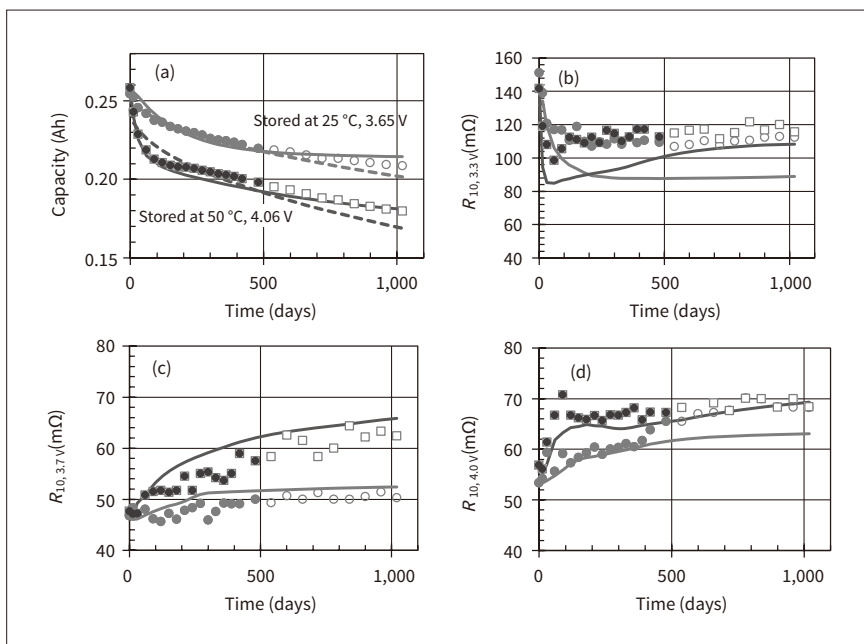 (a)
Capacity (Ah)
0.25
0.20
0.15
Stored at 25 °C, 3.65 V
Stored at 50 °C, 4.06 V
0
500
1,000
Time (days)
(b)
R10, 3.3 V (mΩ)
160
140
120
100
80
60
40
0
500
1,000
Time (days)
(c)
R10, 3.7 V(mΩ)
80
70
60
50
40
0
500
1,000
Time (days)
(d)
R10, 4.0 V(mΩ)
80
70
60
50
40
0
500
1,000
Time (days)